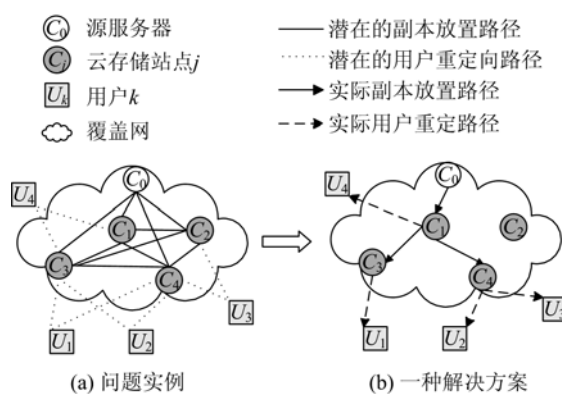 C0 源服务器
Cj 云存储站点j
Uk 用户k
覆盖网
潜在的副本放置路径
潜在的用户重定向路径
实际副本放置路径
实际用户重定路径
C0
U4
C1
C2
C3
C4
U3
U1
U2
(a) 问题实例
C0
U4
C1
C2
C3
C4
U3
U1
U2
(b) 一种解决方案